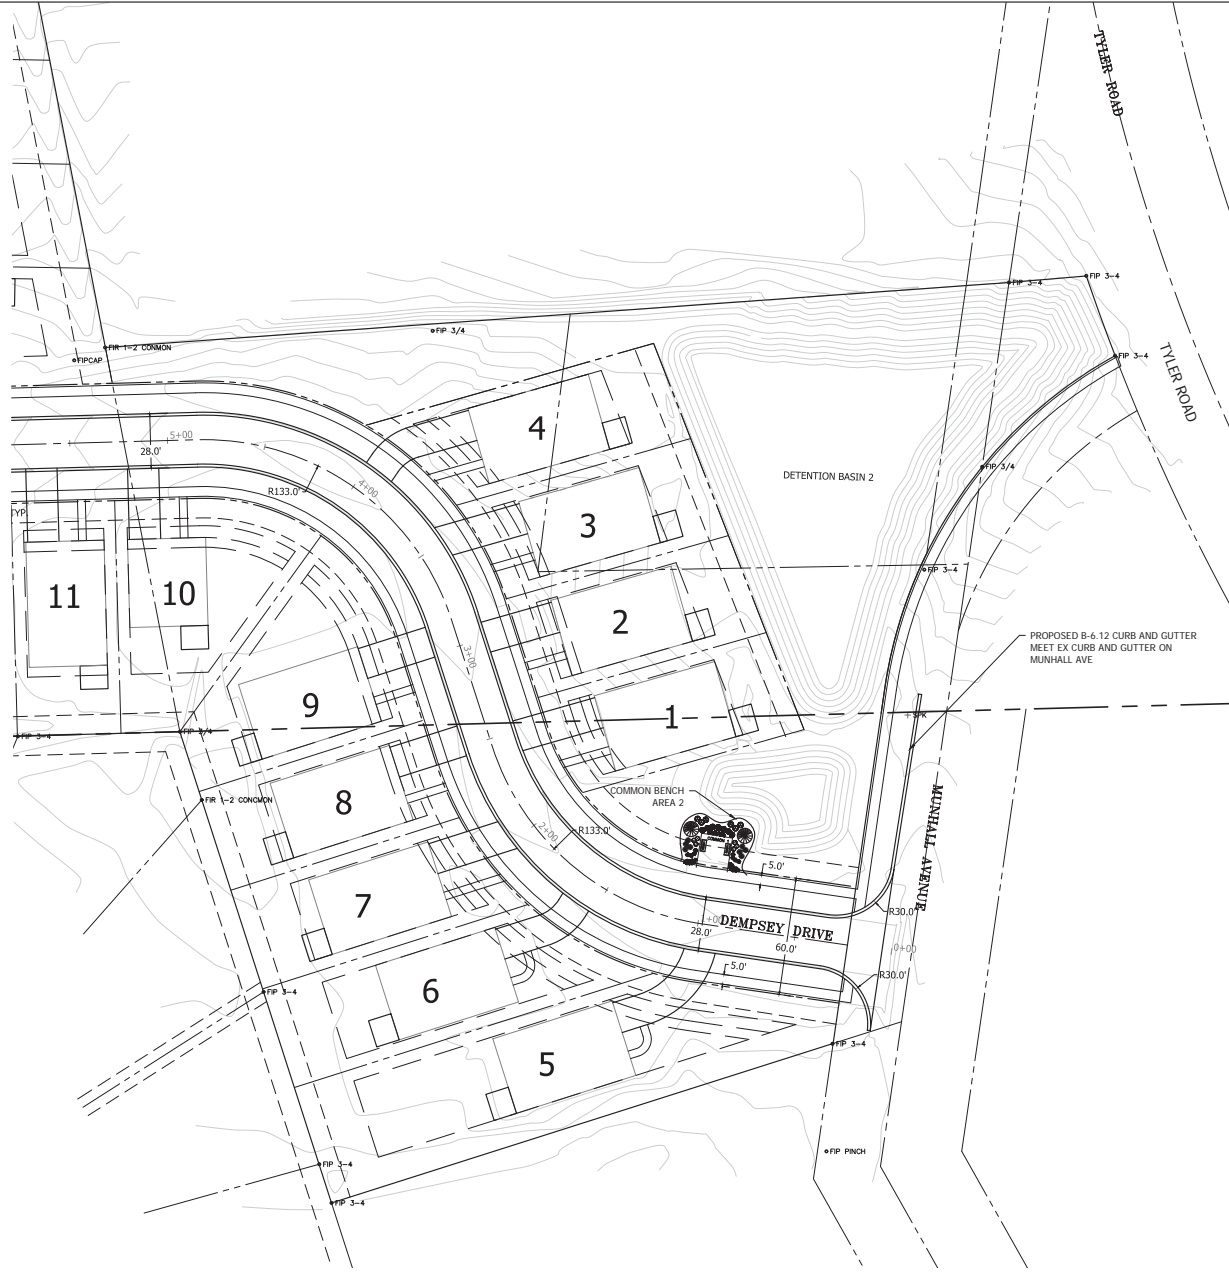 TYLER ROAD
FIP 3-4
FIP 3-4
FIP 3/4
FIR 1-2 CONMON
FIPCAP
FIP 3-4
TYLER ROAD
4
5+00
28.0'
R133.0'
4+00
DETENTION BASIN 2
FIP 3/4
TYP
3
FIP 3-4
11
10
2
PROPOSED B-6.12 CURB AND GUTTER
MEET EX CURB AND GUTTER ON
MUNHALL AVE
3+00
9
1
SPK
FIP 3-4
FIP 3/4
COMMON BENCH
AREA 2
FIR 1-2 CONCMON
8
MUNHALL AVENUE
2+00
R133.0'
COMMON
5.0'
7
R30.0'
+00
DEMPSEY DRIVE
28.0'
60.0'
0+00
5.0'
R30.0'
6
FIP 3-4
FIP 3-4
5
FIP PINCH
FIP 3-4
FIP 3-4